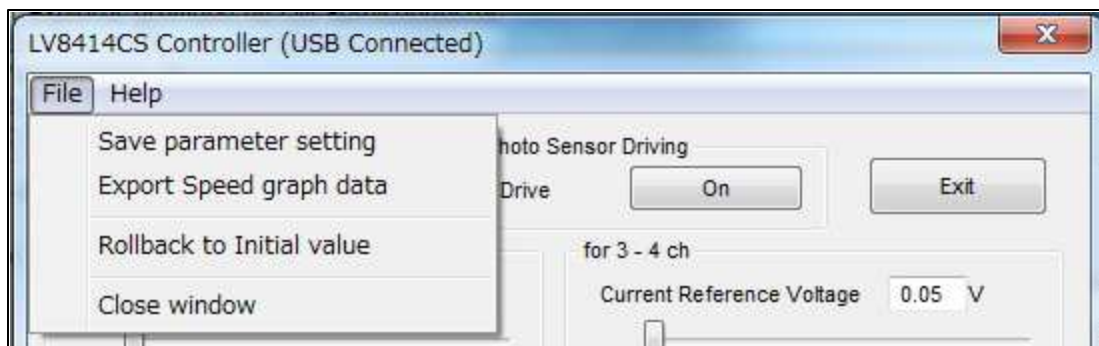 LV8414CS Controller (USB Connected)
File Help
Save parameter setting
Export Speed graph data
Rollback to Initial value
Close window
hoto Sensor Driving
Drive On
Exit
for 3 - 4 ch
Current Reference Voltage 0.05 V